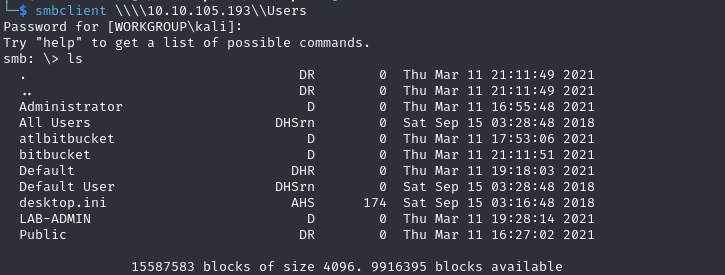 └─$ smbclient \\\\10.10.105.193\\Users
Password for [WORKGROUP\kali]:
Try "help" to get a list of possible commands.
smb: \> ls
  .                                  DR        0  Thu Mar 11 21:11:49 2021
  ..                                 DR        0  Thu Mar 11 21:11:49 2021
  Administrator                       D        0  Thu Mar 11 16:55:48 2021
  All Users                       DHSrn        0  Sat Sep 15 03:28:48 2018
  atlbitbucket                        D        0  Thu Mar 11 17:53:06 2021
  bitbucket                           D        0  Thu Mar 11 21:11:51 2021
  Default                           DHR        0  Thu Mar 11 19:18:03 2021
  Default User                    DHSrn        0  Sat Sep 15 03:28:48 2018
  desktop.ini                       AHS      174  Sat Sep 15 03:16:48 2018
  LAB-ADMIN                           D        0  Thu Mar 11 19:28:14 2021
  Public                             DR        0  Thu Mar 11 16:27:02 2021
                15587583 blocks of size 4096. 9916395 blocks available